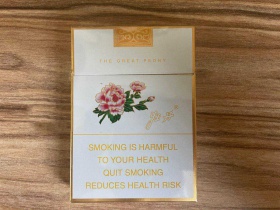 THE GREAT PEONY
SMOKING IS HARMFUL
TO YOUR HEALTH
QUIT SMOKING
REDUCES HEALTH RISK